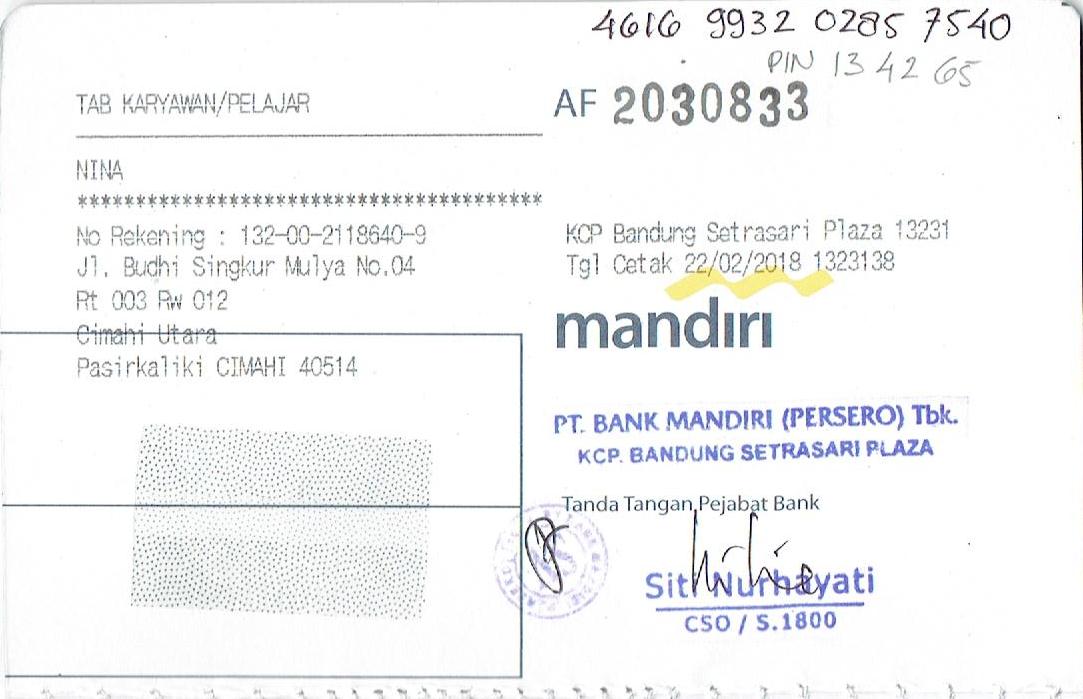 4616 9932 0285 7540
PIN 13 42 65
TAB KARYAWAN/PELAJAR
AF 2030833
NINA
****************************************
No Rekening : 132-00-2118640-9
Jl. Budhi Singkur Mulya No.04
Rt 003 Rw 012
Cimahi Utara
Pasirkaliki CIMAHI 40514
KCP Bandung Setrasari Plaza 13231
Tgl Cetak 22/02/2018 1323138
mandiri
PT. BANK MANDIRI (PERSERO) Tbk.
KCP. BANDUNG SETRASARI PLAZA
Tanda Tangan Pejabat Bank
Siti Nurhayati
CSO / S.1800